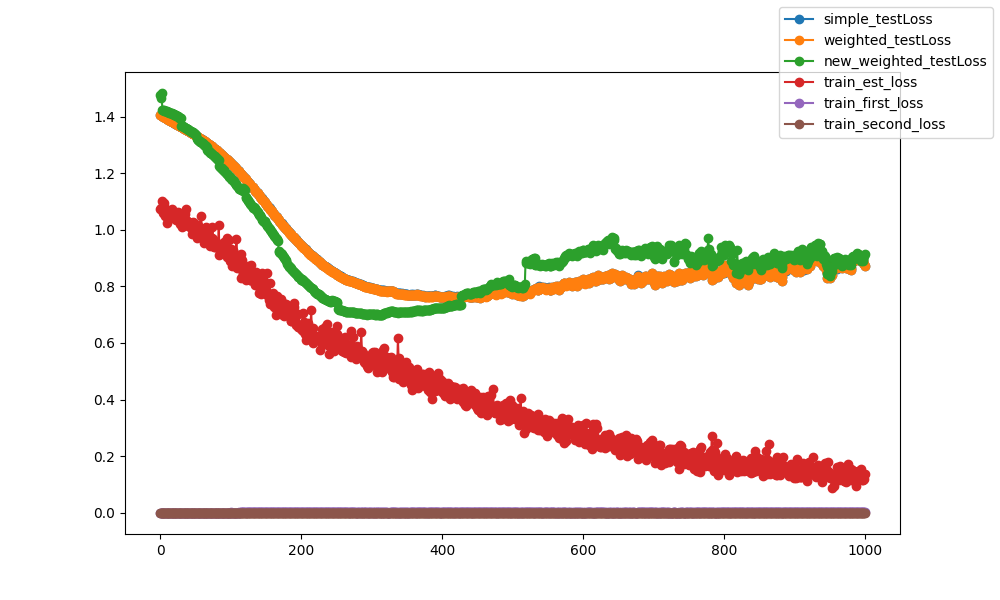 simple_testLoss
weighted_testLoss
new_weighted_testLoss
train_est_loss
train_first_loss
train_second_loss
1.4
1.2
1.0
0.8
0.6
0.4
0.2
0.0
0
200
400
600
800
1000